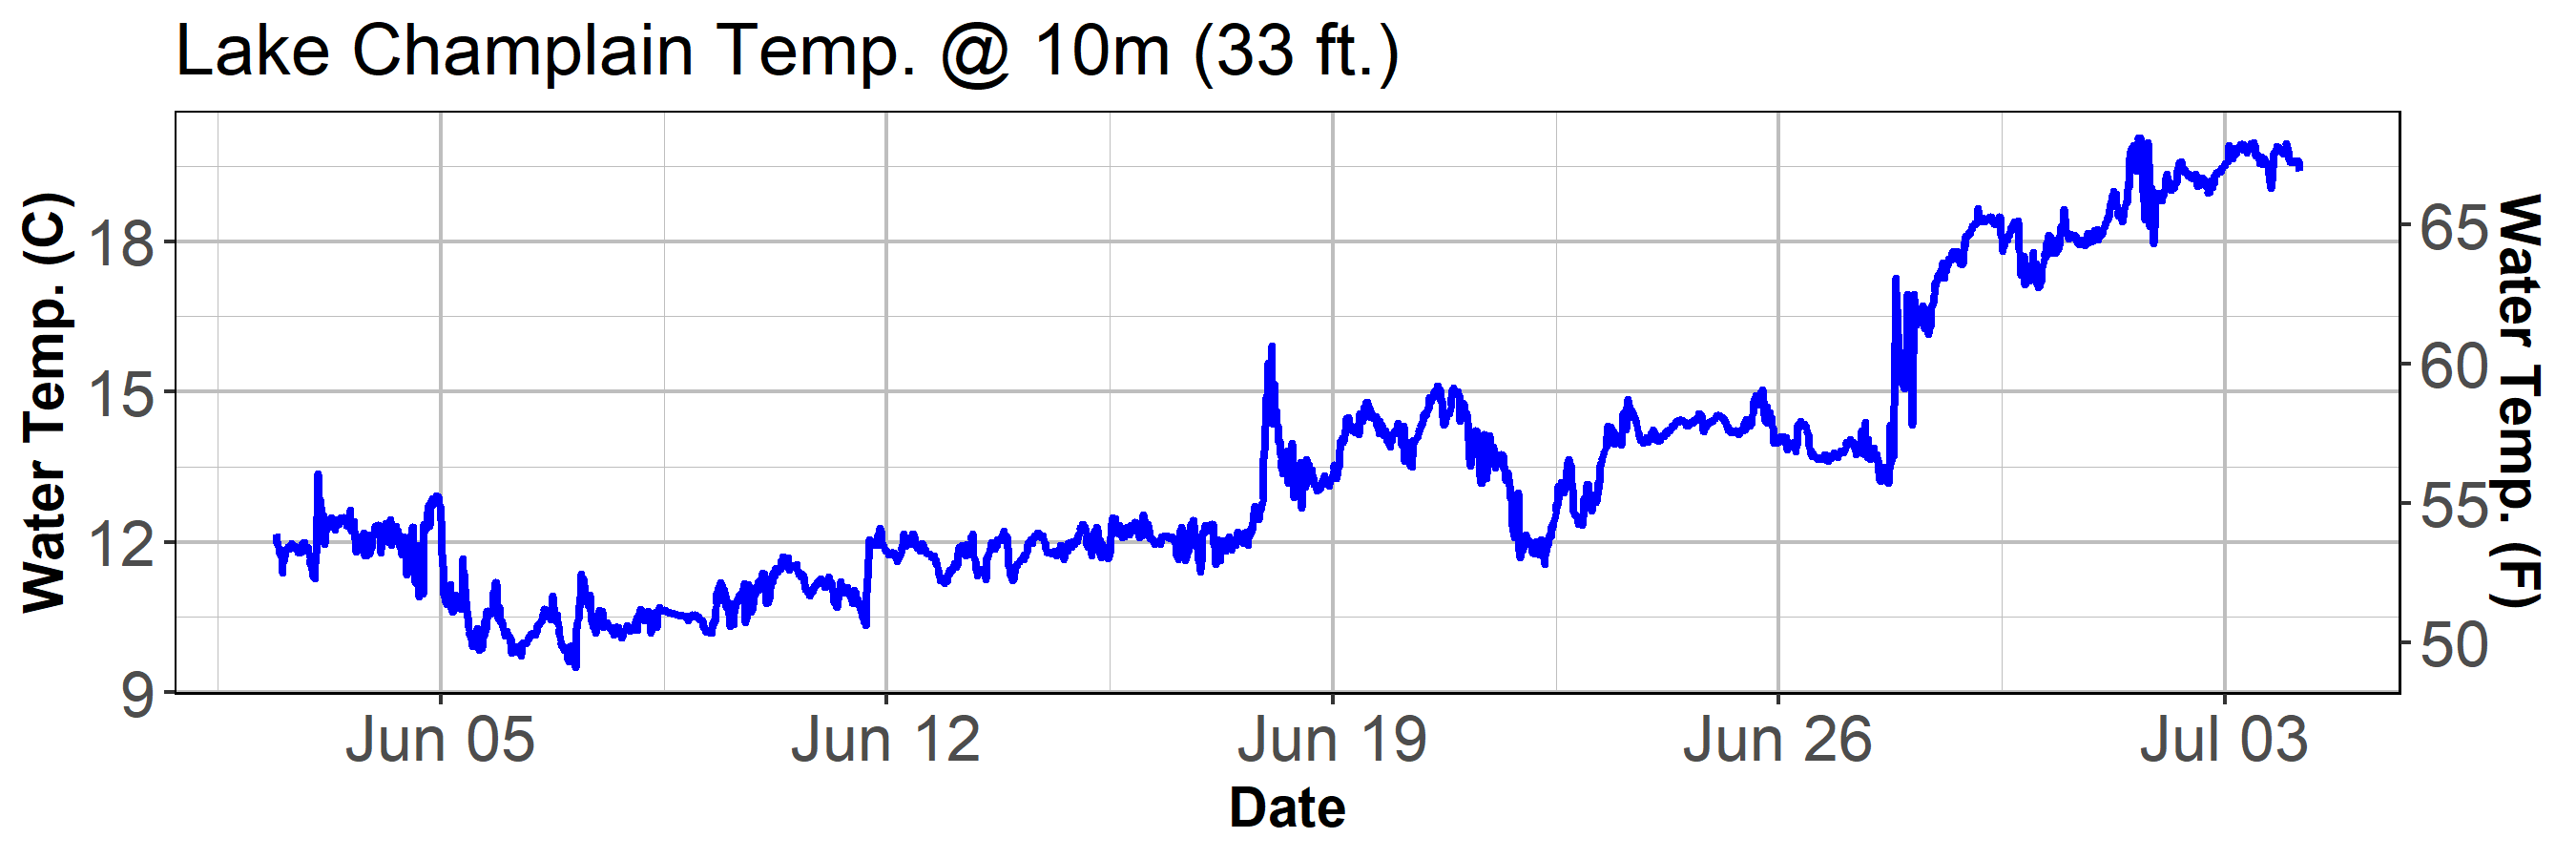 Lake Champlain Temp. @ 10m (33 ft.)
Water Temp. (C)
18
15
12
9
65
60
55
50
Water Temp. (F)
Jun 05
Jun 12
Jun 19
Jun 26
Jul 03
Date